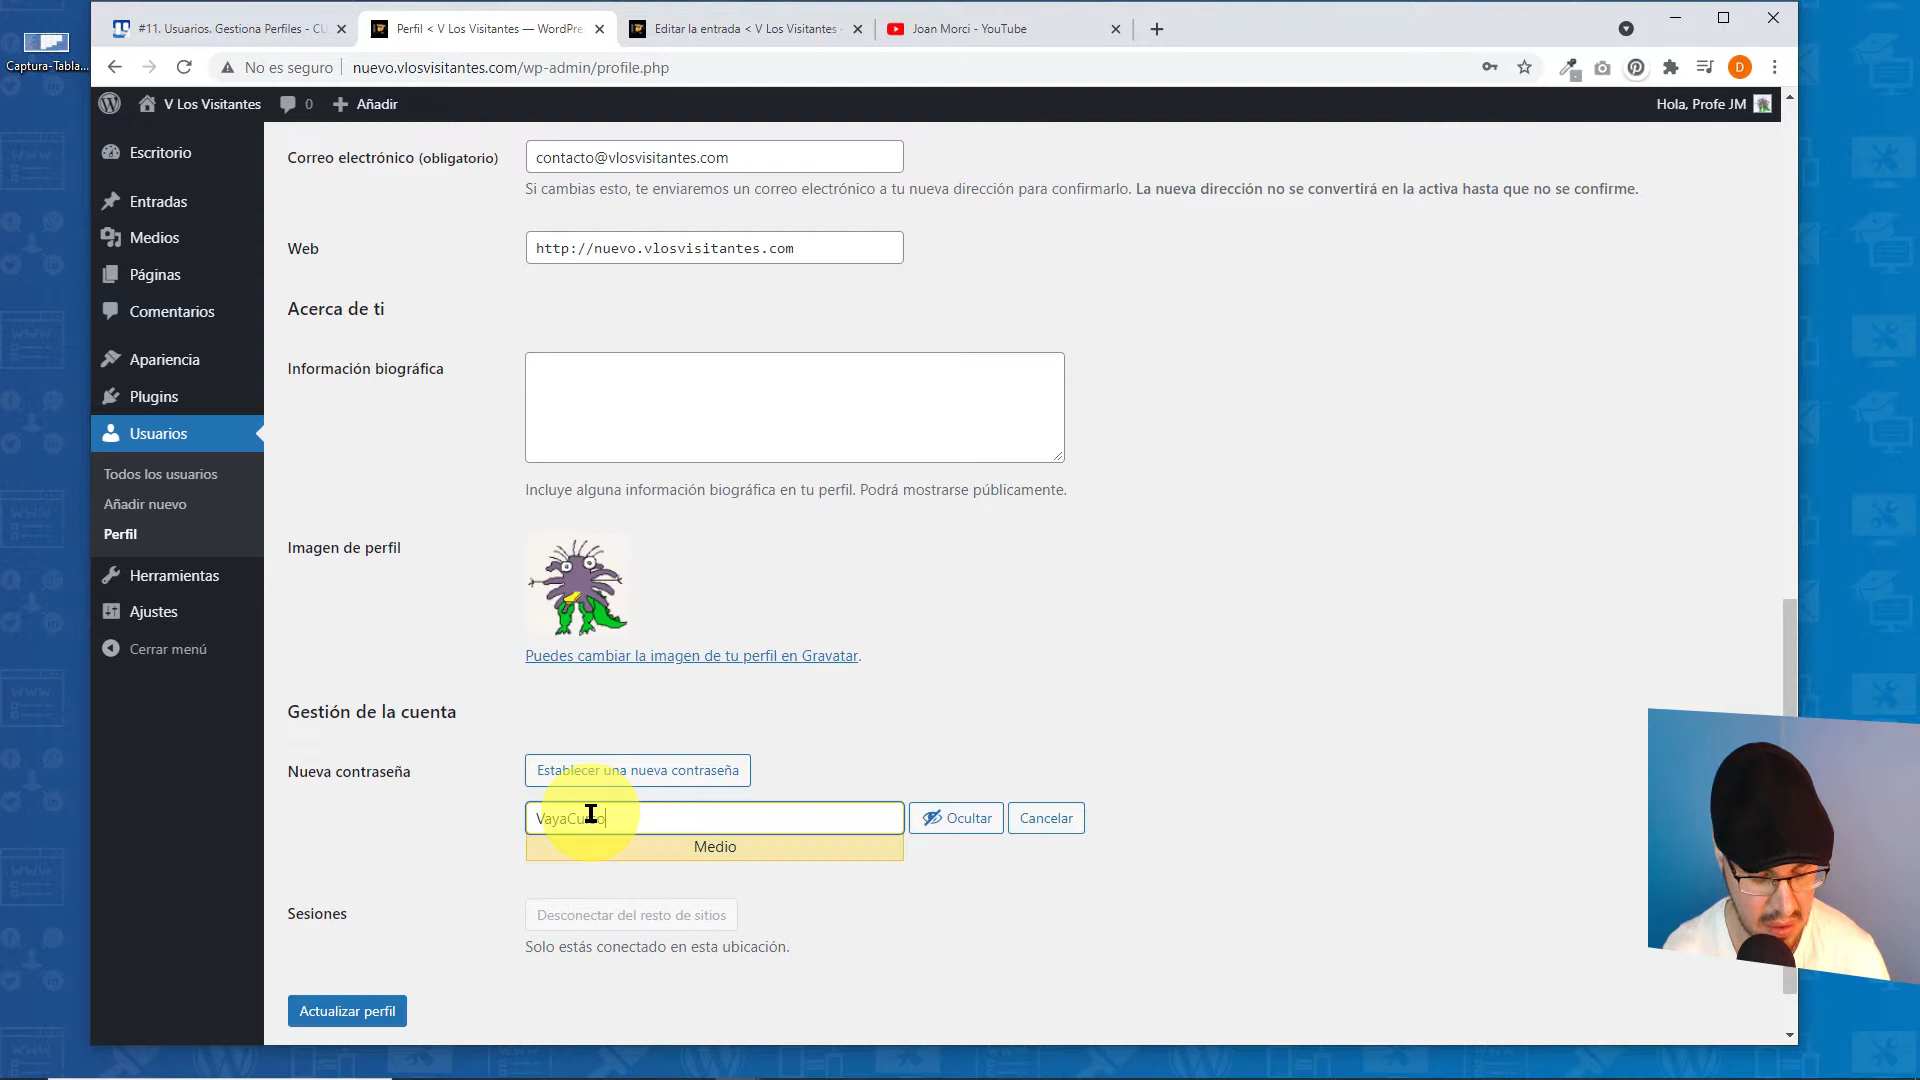 #11. Usuarios. Gestiona Perfiles - CU
Perfil < V Los Visitantes — WordPre
Editar la entrada < V Los Visitantes -
Joan Morci - YouTube
Captura-Tabla...
No es seguro
nuevo.vlosvisitantes.com/wp-admin/profile.php
D
V Los Visitantes
0
Añadir
Hola, Profe JM
Escritorio
Entradas
Medios
Páginas
Comentarios
Apariencia
Plugins
Usuarios
Todos los usuarios
Añadir nuevo
Perfil
Herramientas
Ajustes
Cerrar menú
Correo electrónico (obligatorio)
contacto@vlosvisitantes.com
Si cambias esto, te enviaremos un correo electrónico a tu nueva dirección para confirmarlo. La nueva dirección no se convertirá en la activa hasta que no se confirme.
Web
http://nuevo.vlosvisitantes.com
Acerca de ti
Información biográfica
Incluye alguna información biográfica en tu perfil. Podrá mostrarse públicamente.
Imagen de perfil
Puedes cambiar la imagen de tu perfil en Gravatar.
Gestión de la cuenta
Nueva contraseña
Establecer una nueva contraseña
Ocultar
Cancelar
Medio
Sesiones
Desconectar del resto de sitios
Solo estás conectado en esta ubicación.
Actualizar perfil